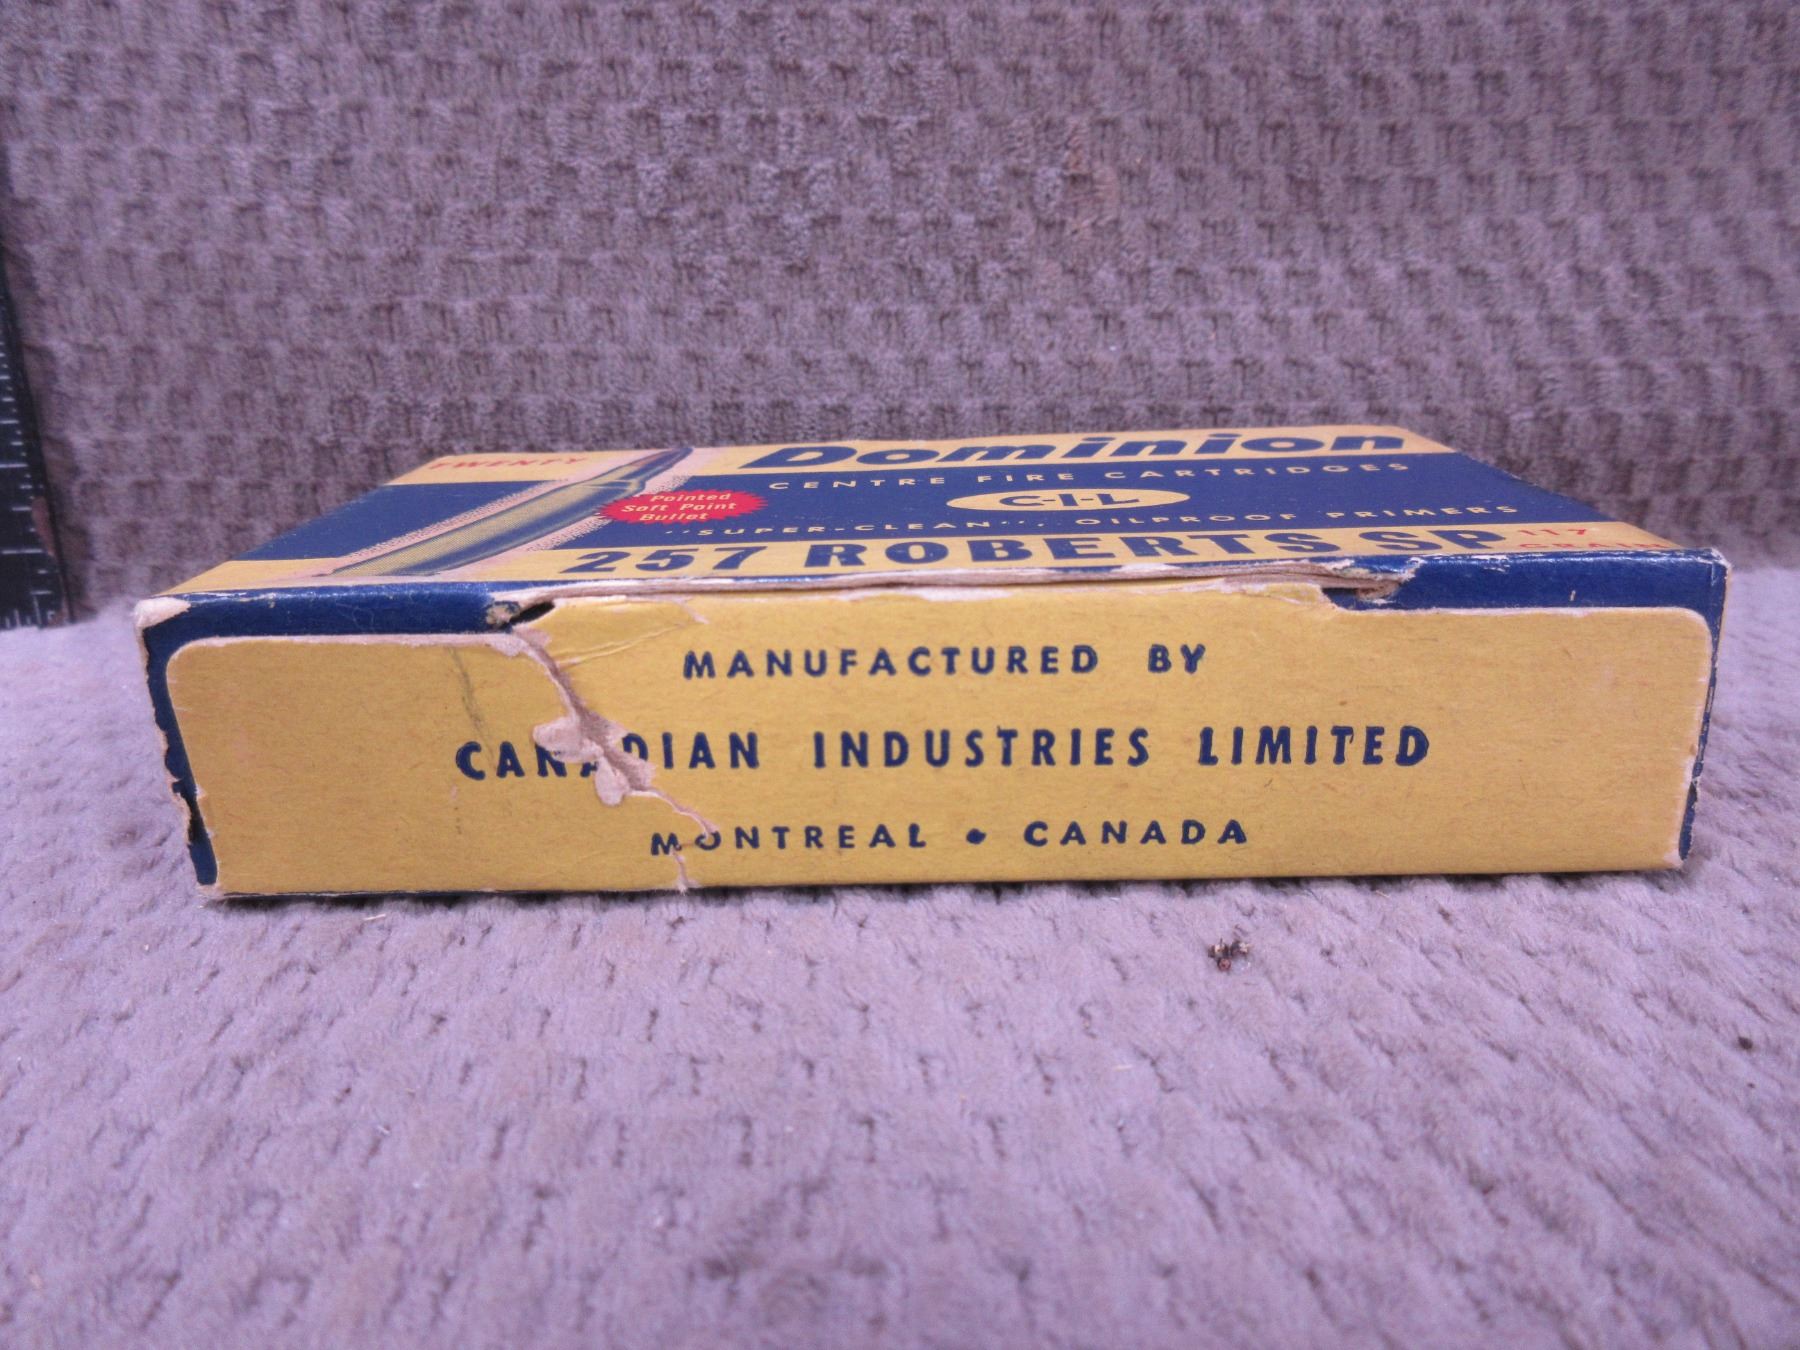 TWENTY
Pointed
Soft Point
Bullet
Dominion
CENTRE FIRE CARTRIDGES
C-I-L
"SUPER-CLEAN", OILPROOF PRIMERS
257 ROBERTS SP
117
MANUFACTURED BY
CANADIAN INDUSTRIES LIMITED
MONTREAL • CANADA